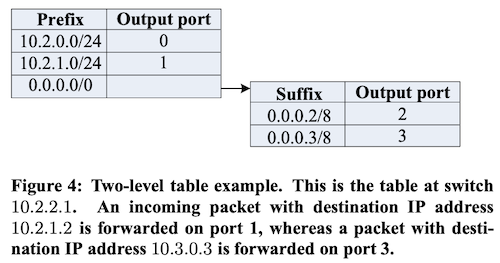 Prefix Output port
10.2.0.0/24 0
10.2.1.0/24 1
0.0.0.0/0
Suffix Output port
0.0.0.2/8 2
0.0.0.3/8 3
Figure 4: Two-level table example. This is the table at switch
10.2.2.1. An incoming packet with destination IP address
10.2.1.2 is forwarded on port 1, whereas a packet with desti-
nation IP address 10.3.0.3 is forwarded on port 3.